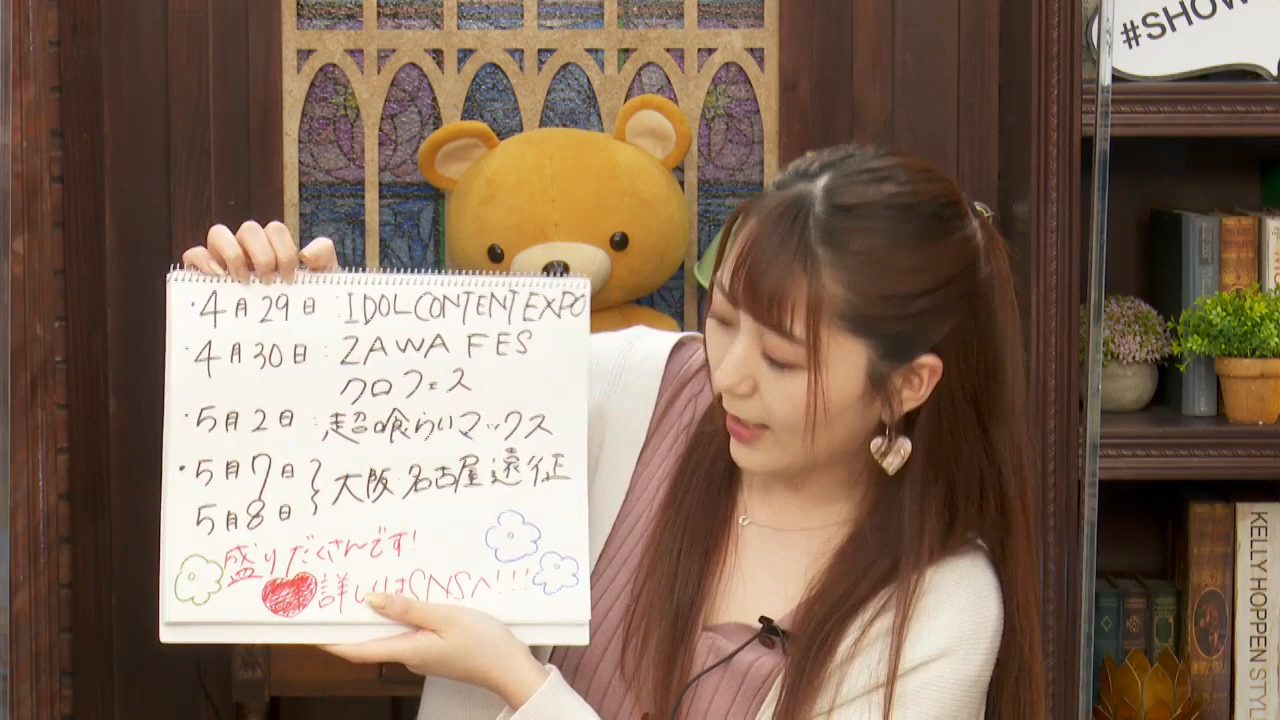 #SHOW
・4月29日:IDOL CONTENT EXPO
・4月30日:ZAWA FES
クロフェス
・5月2日:超喰らいマックス
・5月7日
5月8日 } 大阪・名古屋遠征
盛りだくさんです!
詳しくはSNSへ!!!
KELLY HOPPEN STYL